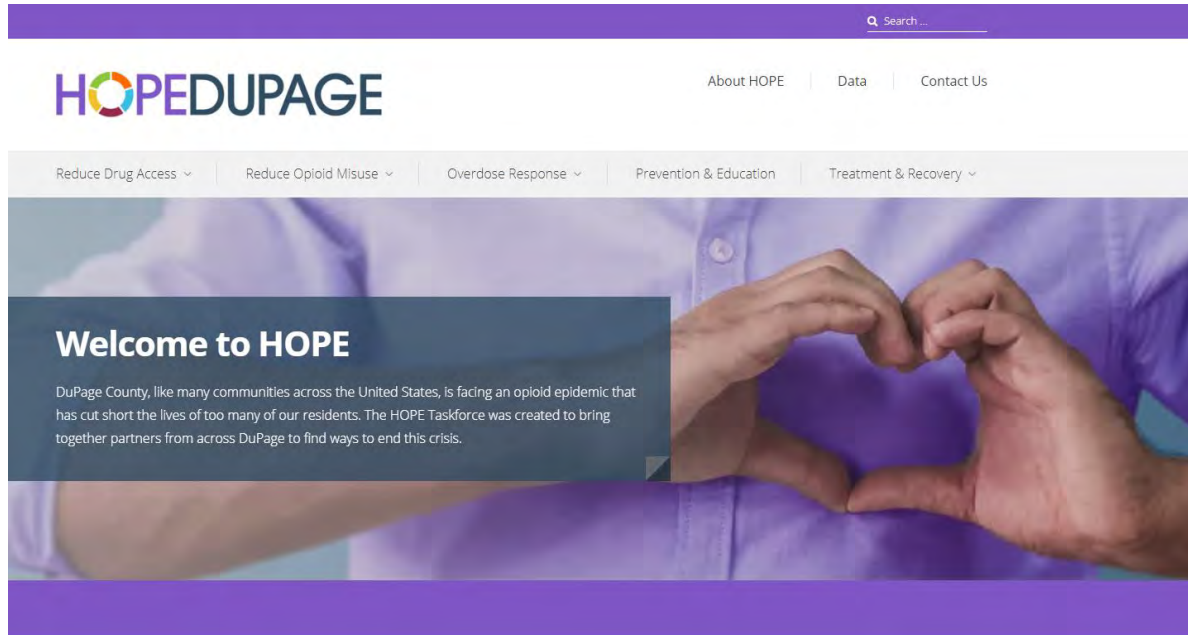 Search ...
HOPEDUPAGE
About HOPE
Data
Contact Us
Reduce Drug Access
Reduce Opioid Misuse
Overdose Response
Prevention & Education
Treatment & Recovery
Welcome to HOPE
DuPage County, like many communities across the United States, is facing an opioid epidemic that
has cut short the lives of too many of our residents. The HOPE Taskforce was created to bring
together partners from across DuPage to find ways to end this crisis.